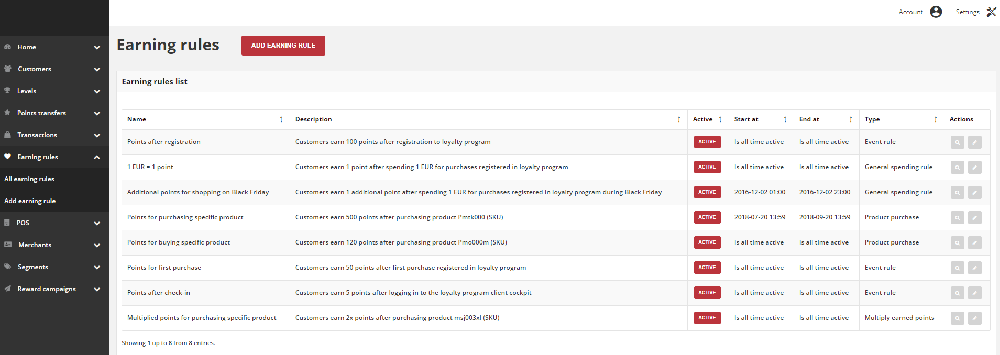 Account Settings
Home
Customers
Levels
Points transfers
Transactions
Earning rules
All earning rules
Add earning rule
POS
Merchants
Segments
Reward campaigns
Earning rules ADD EARNING RULE
Earning rules list
Name Description Active Start at End at Type Actions
Points after registration Customers earn 100 points after registration to loyalty program ACTIVE Is all time active Is all time active Event rule
1 EUR = 1 point Customers earn 1 point after spending 1 EUR for purchases registered in loyalty program ACTIVE Is all time active Is all time active General spending rule
Additional points for shopping on Black Friday Customers earn 1 additional point after spending 1 EUR for purchases registered in loyalty program during Black Friday ACTIVE 2016-12-02 01:00 2016-12-02 23:00 General spending rule
Points for purchasing specific product Customers earn 500 points after purchasing product Pmtk000 (SKU) ACTIVE 2018-07-20 13:59 2018-09-20 13:59 Product purchase
Points for buying specific product Customers earn 120 points after purchasing product Pmo000m (SKU) ACTIVE Is all time active Is all time active Product purchase
Points for first purchase Customers earn 50 points after first purchase registered in loyalty program ACTIVE Is all time active Is all time active Event rule
Points after check-in Customers earn 5 points after logging in to the loyalty program client cockpit ACTIVE Is all time active Is all time active Event rule
Multiplied points for purchasing specific product Customers earn 2x points after purchasing product msj003xl (SKU) ACTIVE Is all time active Is all time active Multiply earned points
Showing 1 up to 8 from 8 entries.